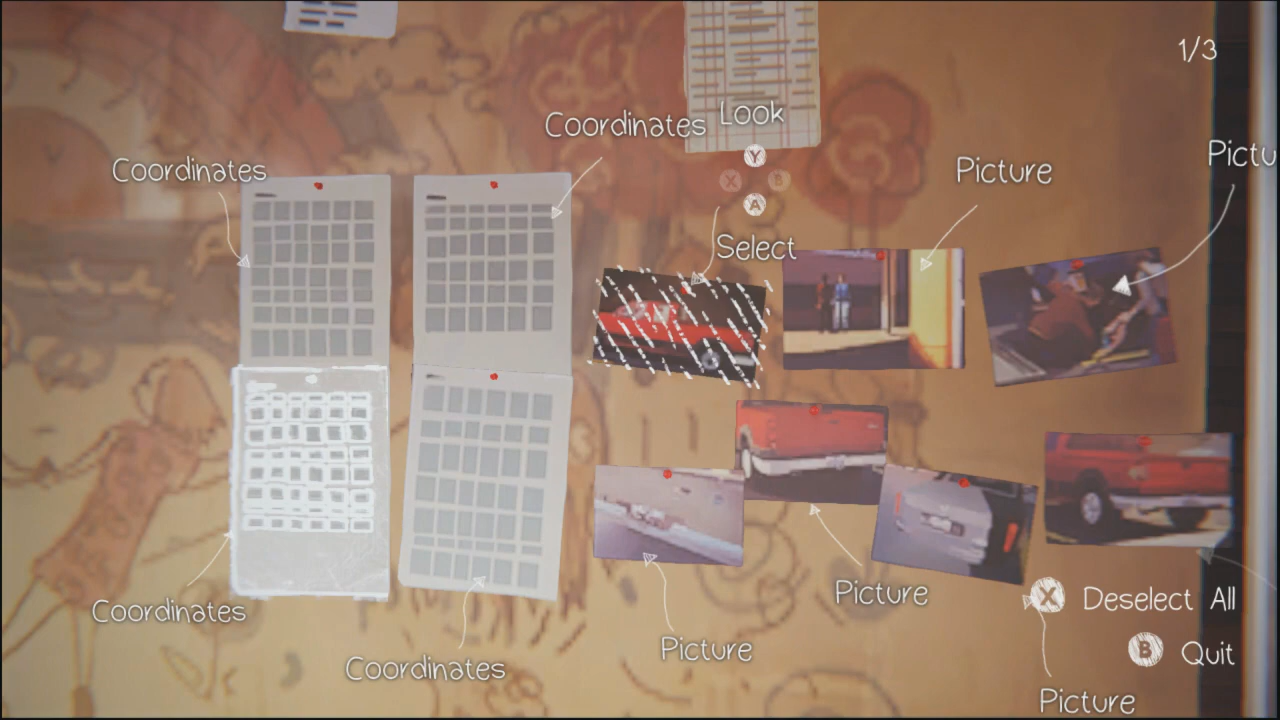 1/3
Look
Coordinates
Y
Pictu
Coordinates
Picture
X
B
A
Select
Coordinates
Picture
X Deselect All
Picture
B Quit
Coordinates
Picture